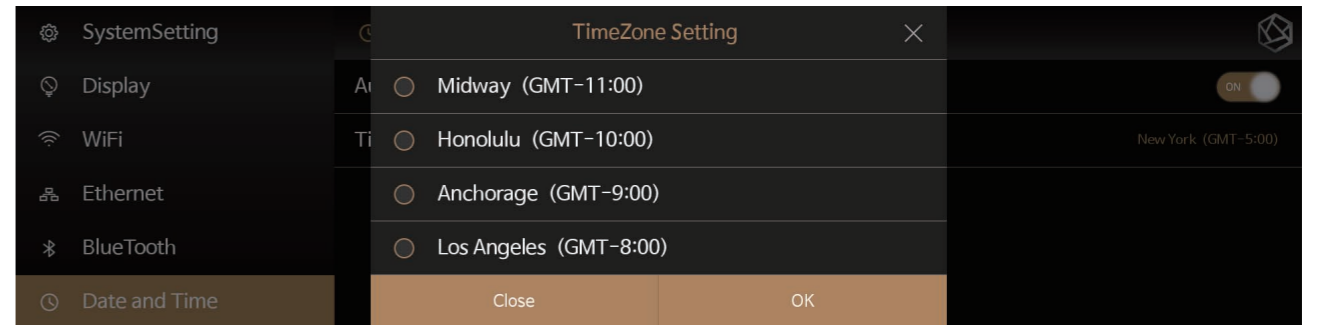 SystemSetting
TimeZone Setting
Display
Midway (GMT-11:00)
ON
WiFi
Honolulu (GMT-10:00)
New York (GMT-5:00)
Ethernet
Anchorage (GMT-9:00)
BlueTooth
Los Angeles (GMT-8:00)
Date and Time
Close
OK